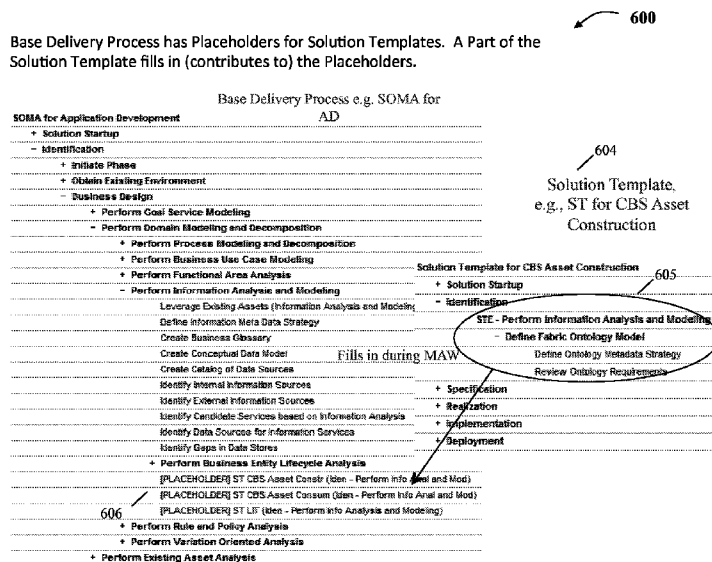 600
Base Delivery Process has Placeholders for Solution Templates. A Part of the
Solution Template fills in (contributes to) the Placeholders.
Base Delivery Process e.g. SOMA for
AD
SOMA for Application Development
+ Solution Startup
− Identification
+ Initiate Phase
+ Obtain Existing Environment
− Business Design
+ Perform Goal Service Modeling
− Perform Domain Modeling and Decomposition
+ Perform Process Modeling and Decomposition
+ Perform Business Use Case Modeling
+ Perform Functional Area Analysis
− Perform Information Analysis and Modeling
Leverage Existing Assets (Information Analysis and Modeling
Define Information Meta Data Strategy
Create Business Glossary
Create Conceptual Data Model
Create Catalog of Data Sources
Identify Internal Information Sources
Identify External Information Sources
Identify Candidate Services based on Information Analysis
Identify Data Sources for Information Services
Identify Gaps in Data Stores
+ Perform Business Entity Lifecycle Analysis
[PLACEHOLDER] ST CBS Asset Constr (Iden - Perform Info Anal and Mod)
[PLACEHOLDER] ST CBS Asset Consum (Iden - Perform Info Anal and Mod)
[PLACEHOLDER] ST LIF (Iden - Perform Info Analysis and Modeling)
606
+ Perform Rule and Policy Analysis
+ Perform Variation Oriented Analysis
+ Perform Existing Asset Analysis
604
Solution Template,
e.g., ST for CBS Asset
Construction
Solution Template for CBS Asset Construction
605
+ Solution Startup
− Identification
STE - Perform Information Analysis and Modeling
− Define Fabric Ontology Model
Define Ontology Metadata Strategy
Review Ontology Requirements
+ Specification
+ Realization
+ Implementation
+ Deployment
Fills in during MAW